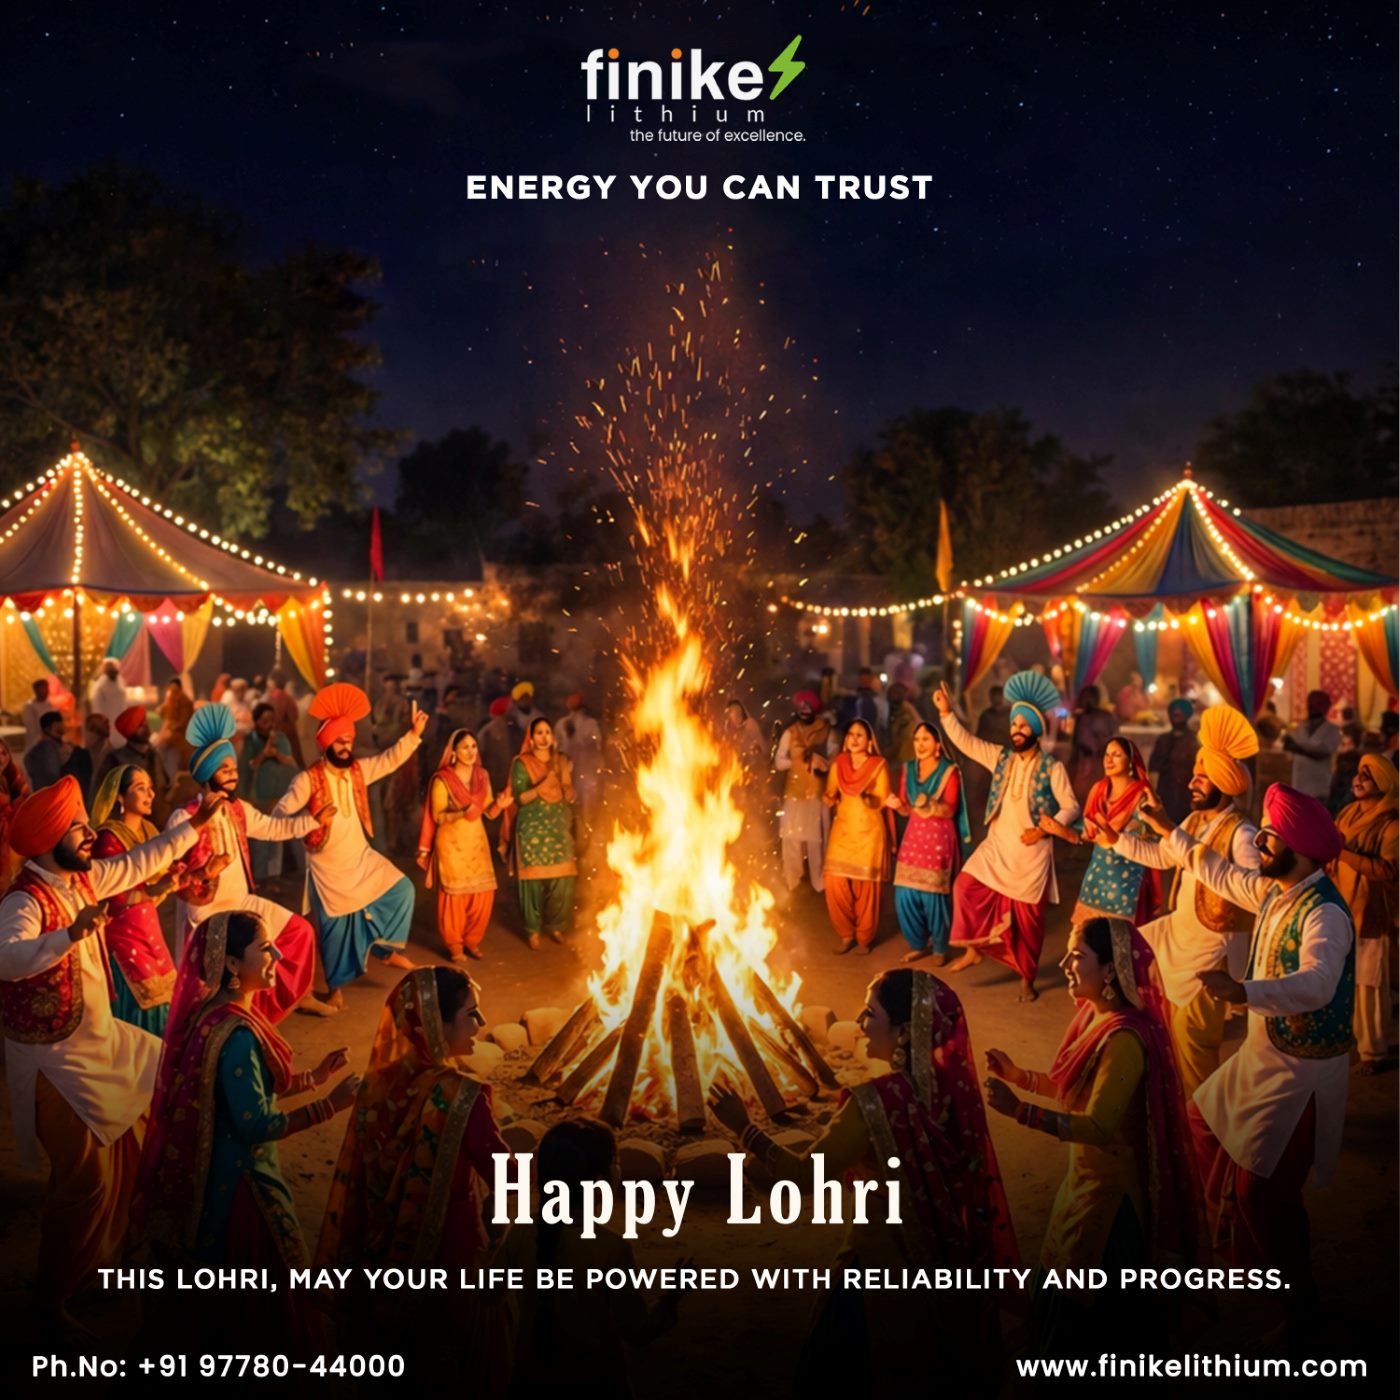 finike
lithium
the future of excellence.
ENERGY YOU CAN TRUST
Happy Lohri
THIS LOHRI, MAY YOUR LIFE BE POWERED WITH RELIABILITY AND PROGRESS.
Ph.No: +91 97780-44000
www.finikelithium.com